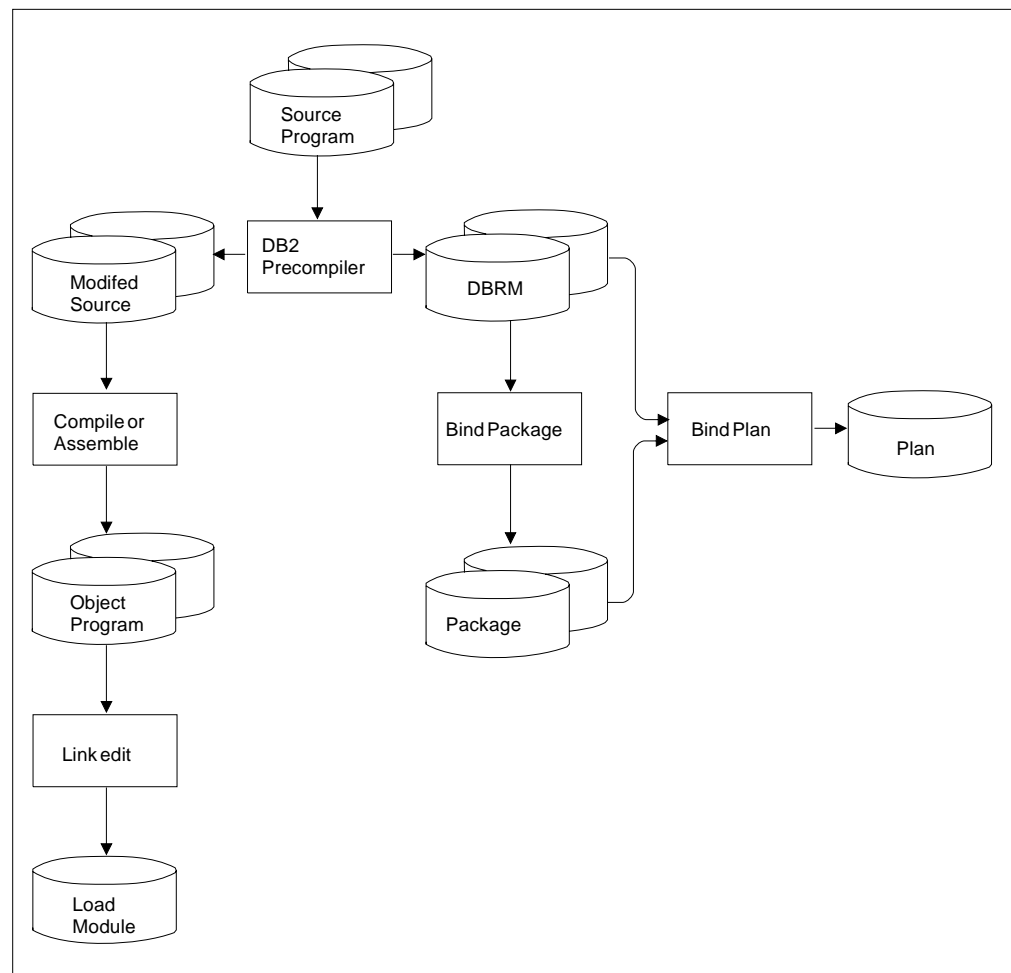 Source
Program
DB2
Precompiler
Modifed
Source
DBRM
Compile or
Assemble
Bind Package
Bind Plan
Plan
Object
Program
Package
Link edit
Load
Module